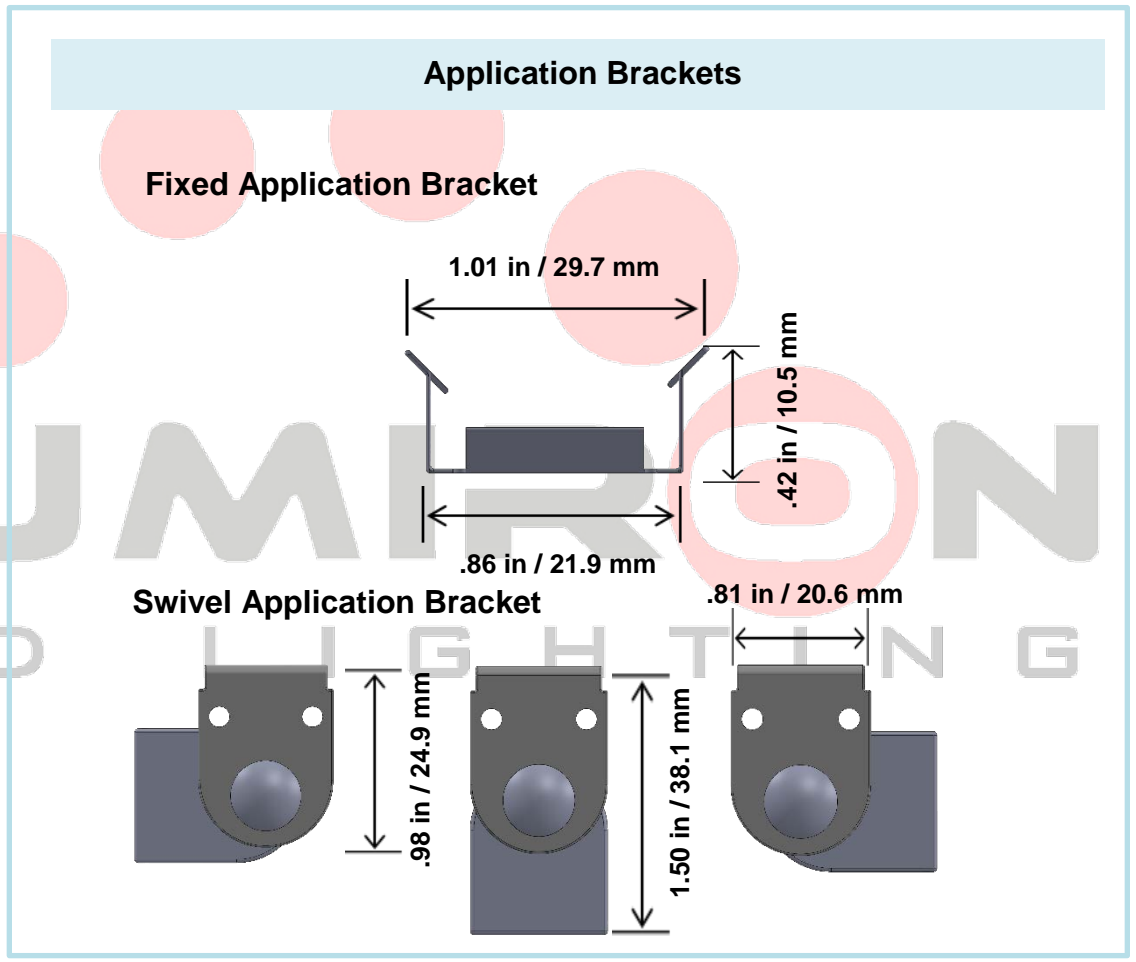 Application Brackets
Fixed Application Bracket
1.01 in / 29.7 mm
.42 in / 10.5 mm
.86 in / 21.9 mm
Swivel Application Bracket
.81 in / 20.6 mm
.98 in / 24.9 mm
1.50 in / 38.1 mm
UMIRON
D LIGHTING